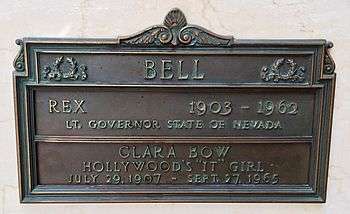 BELL
REX 1903 - 1962
LT. GOVERNOR STATE OF NEVADA
CLARA BOW
HOLLYWOOD'S "IT" GIRL
JULY 29, 1907 - SEPT. 27, 1965